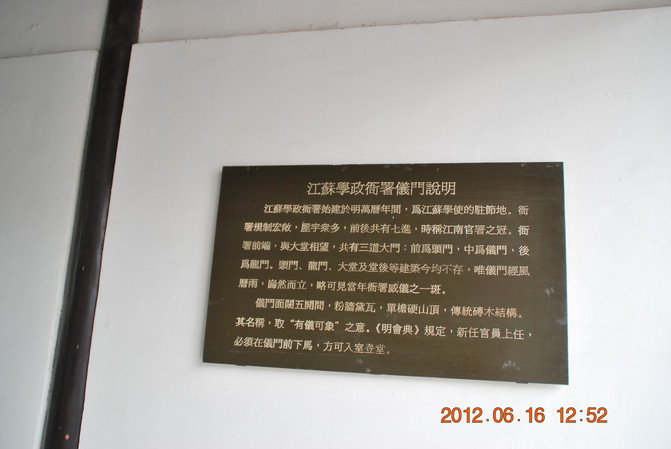 江蘇學政衙署儀門說明
江蘇學政衙署始建於明萬曆年間，爲江蘇學使的駐節地。衙
署規制宏敞，屋宇衆多，前後共有七進，時稱江南官署之冠。衙
署前端，與大堂相望，共有三道大門：前爲頭門，中爲儀門，後
爲龍門。頭門、龍門、大堂及堂後等建築今均不存，唯儀門經風
曆雨，巋然而立，略可見當年衙署威儀之一斑。
儀門面闊五開間，粉牆黛瓦，單檐硬山頂，傳統磚木結構。
其名稱，取“有儀可象”之意。《明會典》規定，新任官員上任，
必須在儀門前下馬，方可入室登堂。
2012.06.16 12:52